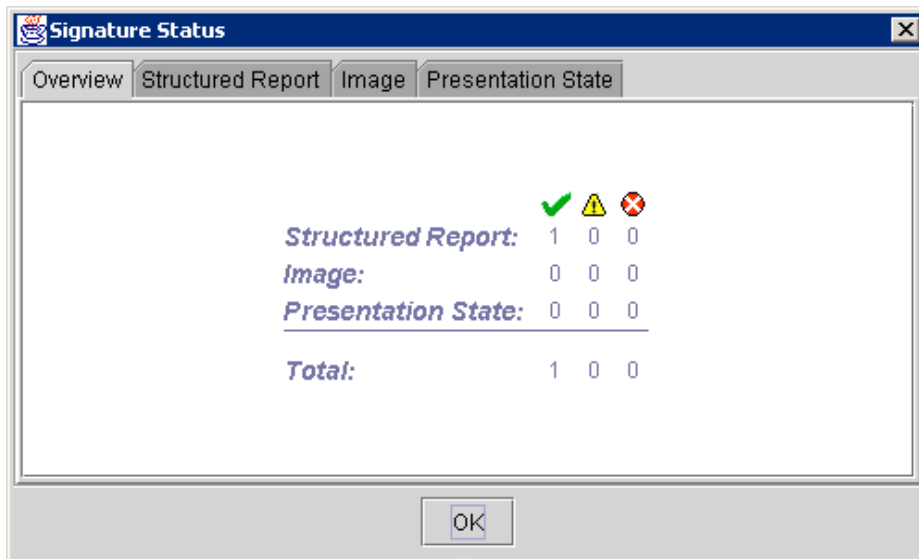 Signature Status
Overview Structured Report Image Presentation State
Structured Report: 1 0 0
Image: 0 0 0
Presentation State: 0 0 0
Total: 1 0 0
OK